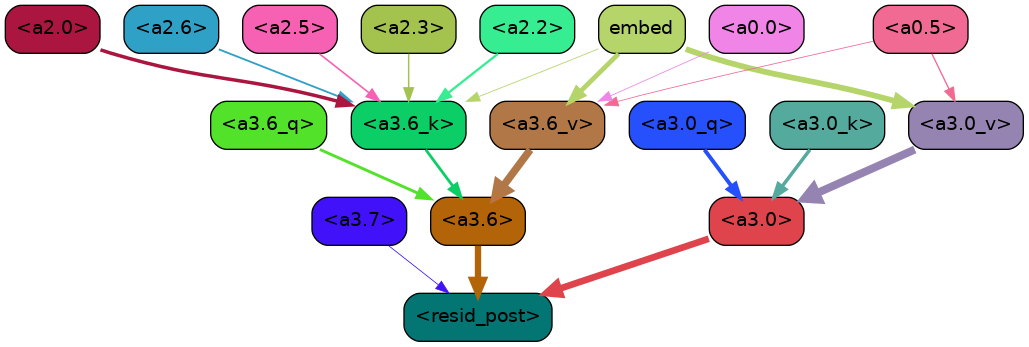 <a2.0> <a2.6> <a2.5> <a2.3> <a2.2> embed <a0.0> <a0.5>
<a3.6_q> <a3.6_k> <a3.6_v> <a3.0_q> <a3.0_k> <a3.0_v>
<a3.7> <a3.6> <a3.0>
<resid_post>